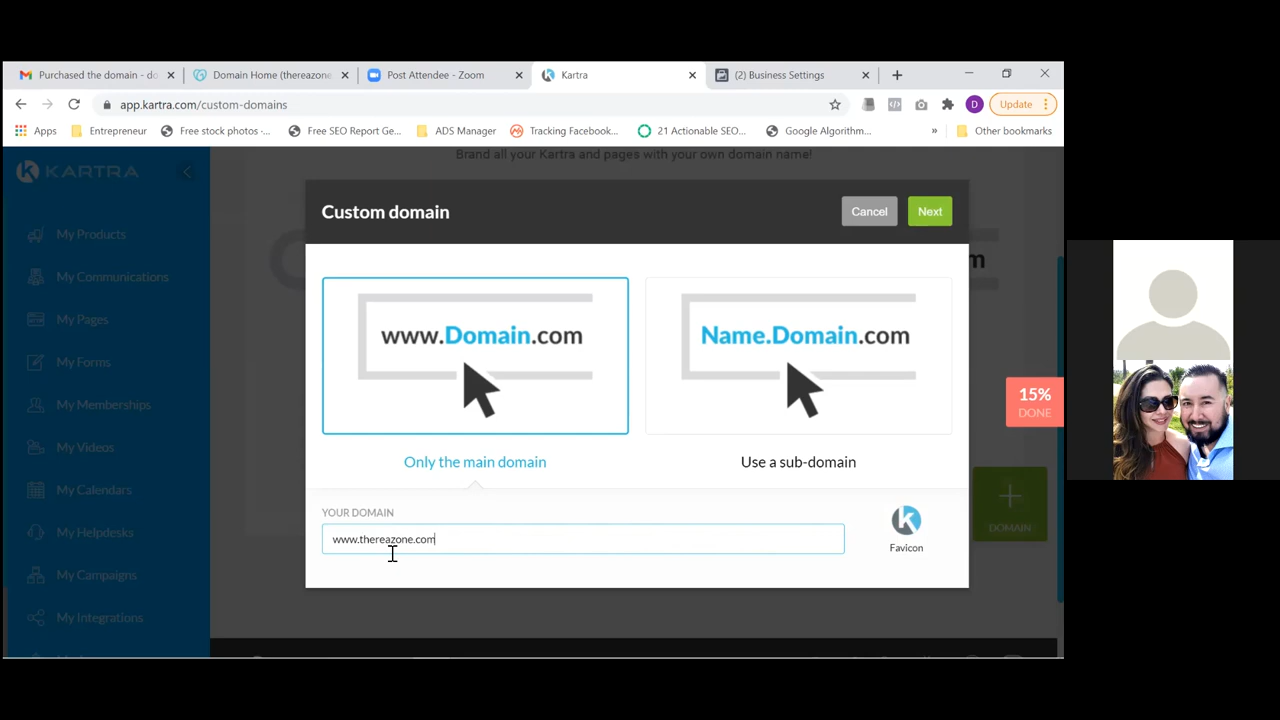 Purchased the domain - do
Domain Home (thereazone
Post Attendee - Zoom
Kartra
(2) Business Settings
app.kartra.com/custom-domains
D
Update
Apps
Entrepreneur
Free stock photos -...
Free SEO Report Ge...
ADS Manager
Tracking Facebook...
21 Actionable SEO...
Google Algorithm...
»
Other bookmarks
Brand all your Kartra and pages with your own domain name!
KARTRA
Custom domain
Cancel
Next
My Products
My Communications
My Pages
My Forms
My Memberships
My Videos
My Calendars
My Helpdesks
My Campaigns
My Integrations
www.Domain.com
Name.Domain.com
Only the main domain
Use a sub-domain
15%
DONE
DOMAIN
YOUR DOMAIN
www.thereazone.com
Favicon